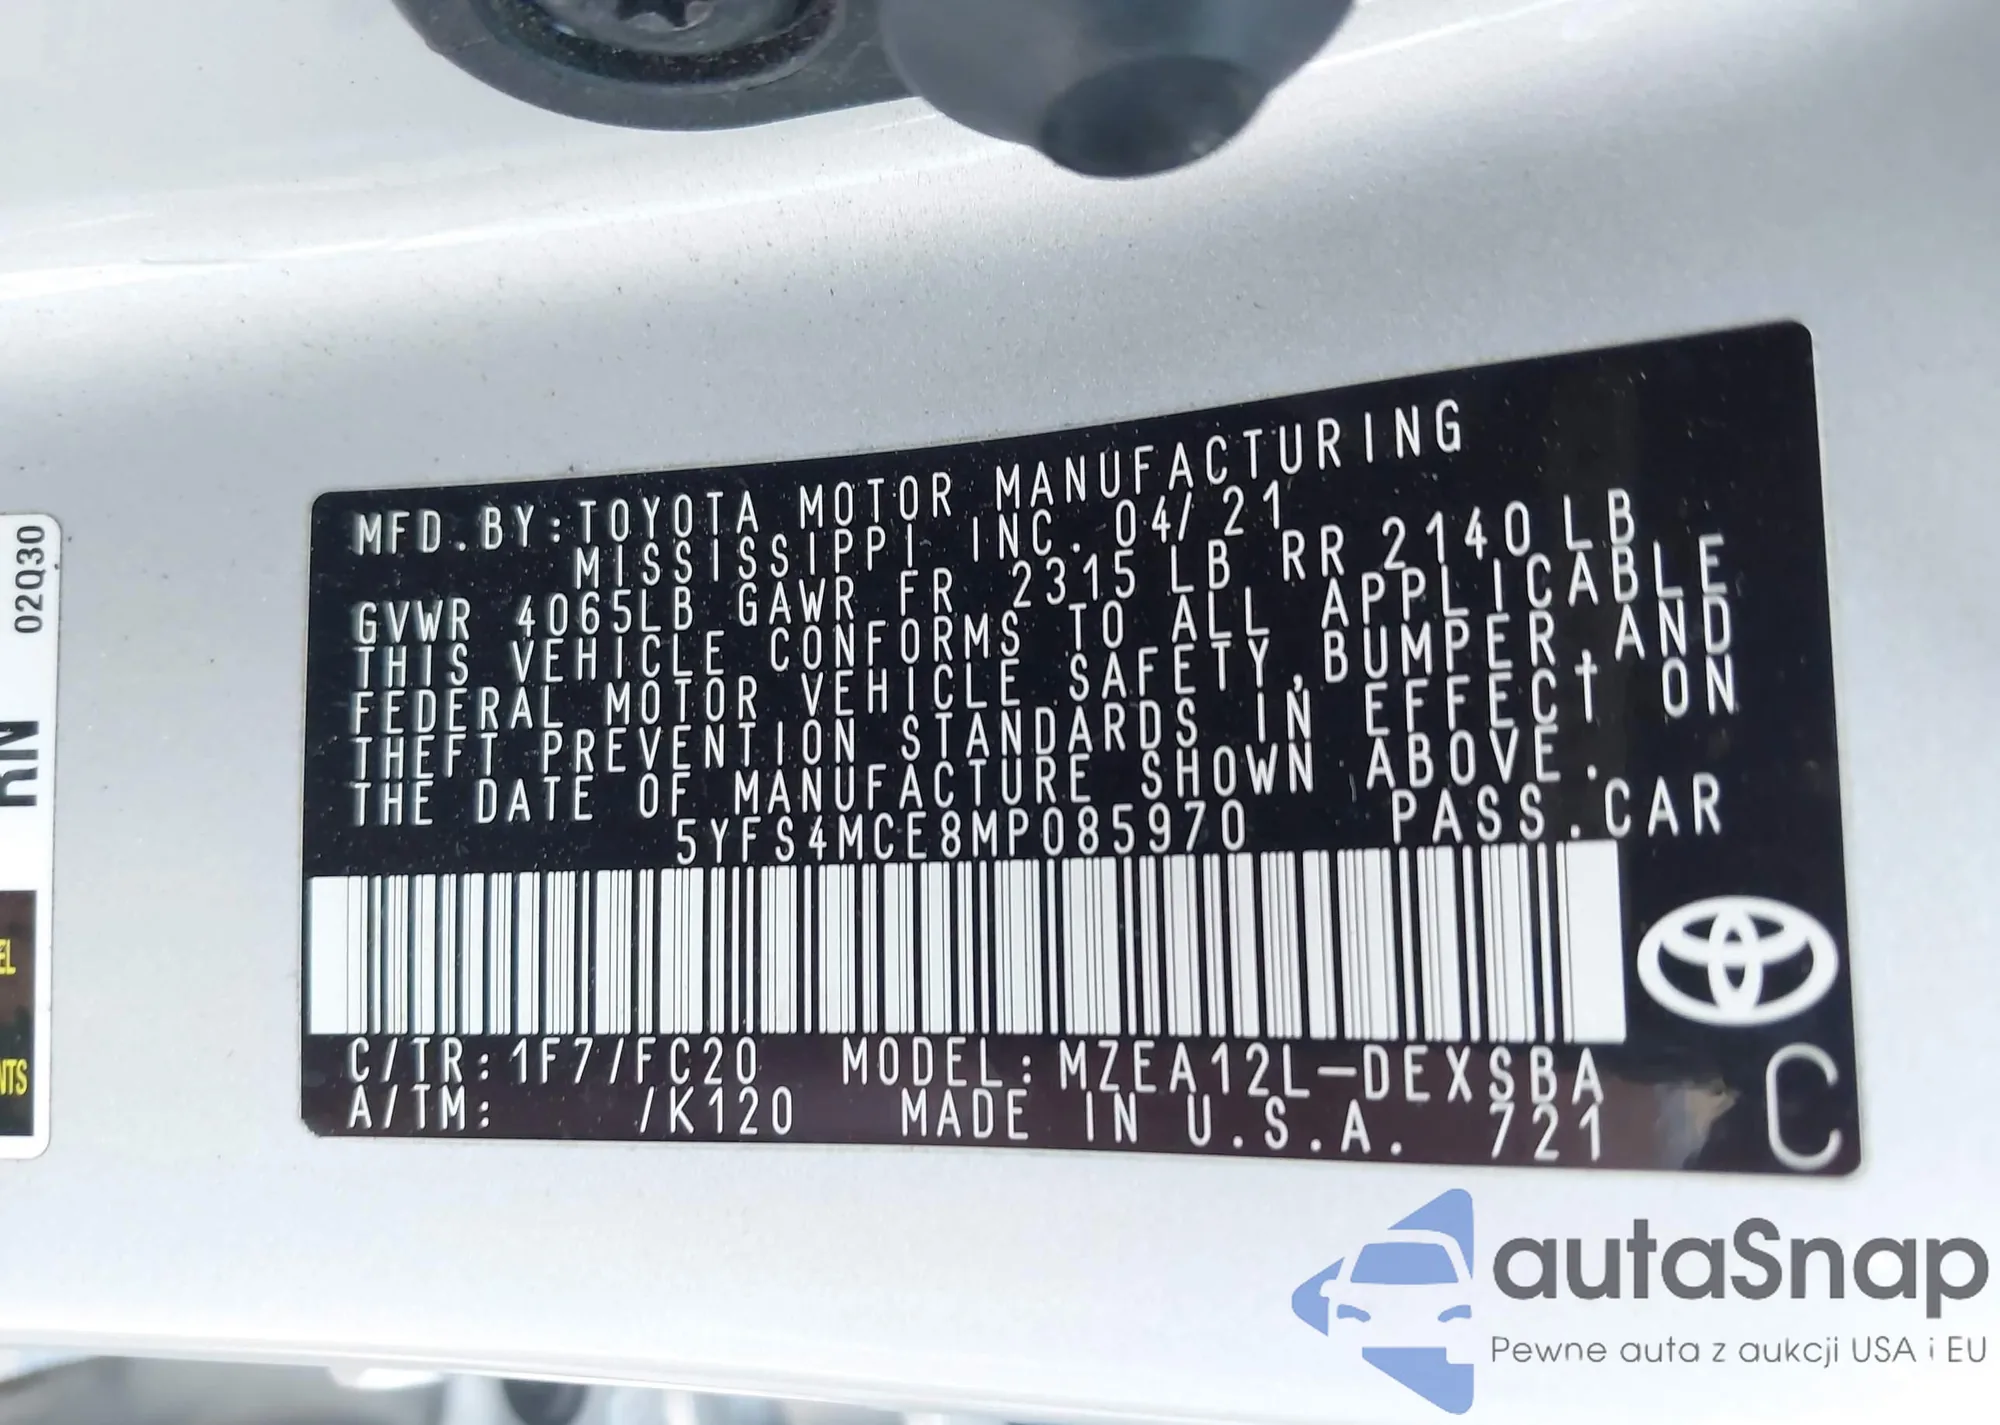 MFD.BY:TOYOTA MOTOR MANUFACTURING
MISSISSIPPI INC. 04/21
GVWR 4065LB GAWR FR 2315 LB RR 2140 LB
THIS VEHICLE CONFORMS TO ALL APPLICABLE
FEDERAL MOTOR VEHICLE SAFETY,BUMPER,AND
THEFT PREVENTION STANDARDS IN EFFECT ON
THE DATE OF MANUFACTURE SHOWN ABOVE.
5YFS4MCE8MP085970 PASS.CAR
C/TR:1F7/FC20 MODEL:MZEA12L-DEXSBA
A/TM: /K120 MADE IN U.S.A. 721
C
02Q30
autaSnap
Pewne auta z aukcji USA i EU